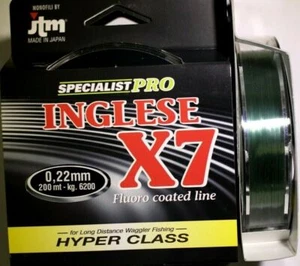 MONOFILI BY
jtm
MADE IN JAPAN
SPECIALIST PRO
INGLESE
X7
0,22mm
200 mt - kg. 6200
Fluoro coated line
for Long Distance Waggler Fishing
HYPER CLASS